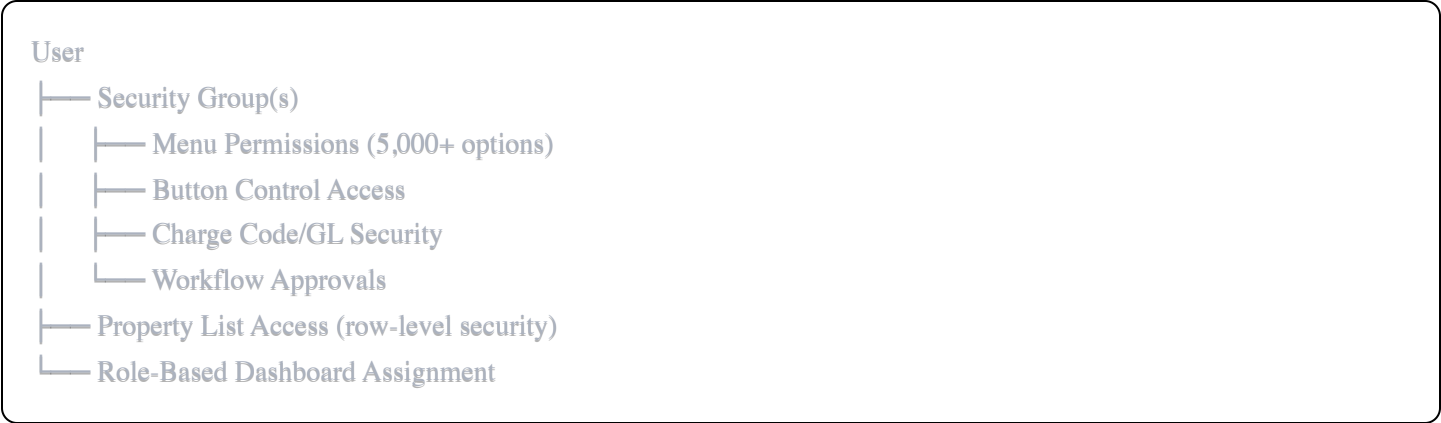 User
├── Security Group(s)
│   ├── Menu Permissions (5,000+ options)
│   ├── Button Control Access
│   ├── Charge Code/GL Security
│   └── Workflow Approvals
├── Property List Access (row-level security)
└── Role-Based Dashboard Assignment